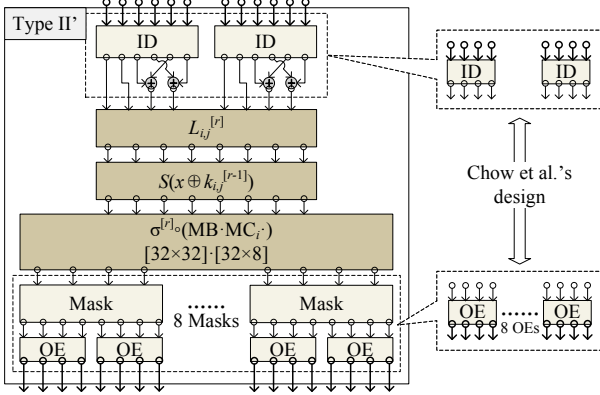 Type II’
ID
ID
L_{i,j}^{[r]}
S(x ⊕ k_{i,j}^{[r-1]})
σ^{[r]}∘(MB·MC_i·)
[32×32]·[32×8]
Mask
......
Mask
8 Masks
OE
OE
OE
OE
ID
ID
Chow et al.'s
design
OE
......
OE
8 OEs